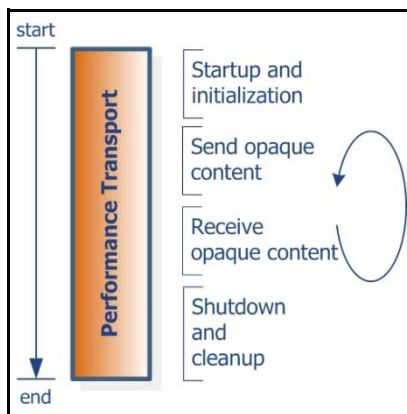 start
Performance Transport
Startup and
initialization
Send opaque
content
Receive
opaque content
Shutdown
and
cleanup
end